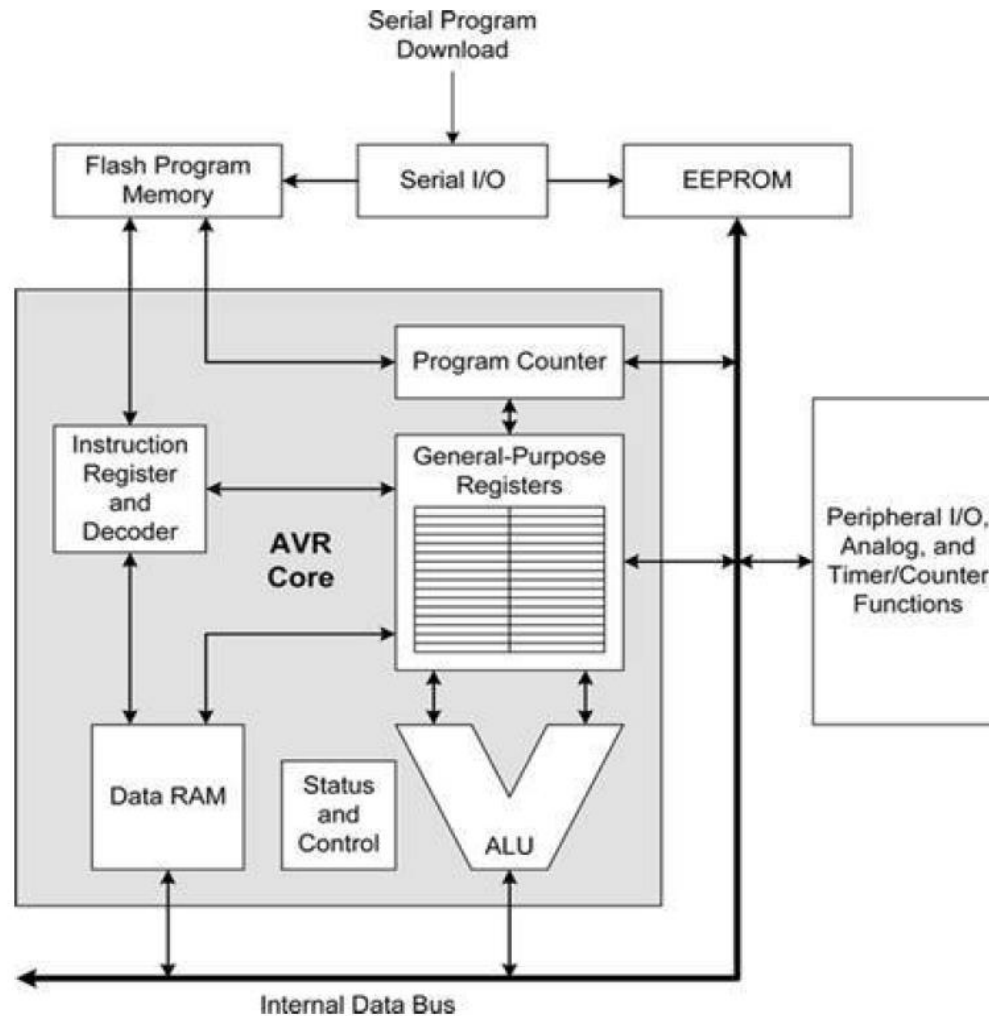 Serial Program
Download
Flash Program
Memory
Serial I/O
EEPROM
Program Counter
Instruction
Register
and
Decoder
General-Purpose
Registers
AVR
Core
Peripheral I/O,
Analog, and
Timer/Counter
Functions
Data RAM
Status
and
Control
ALU
Internal Data Bus